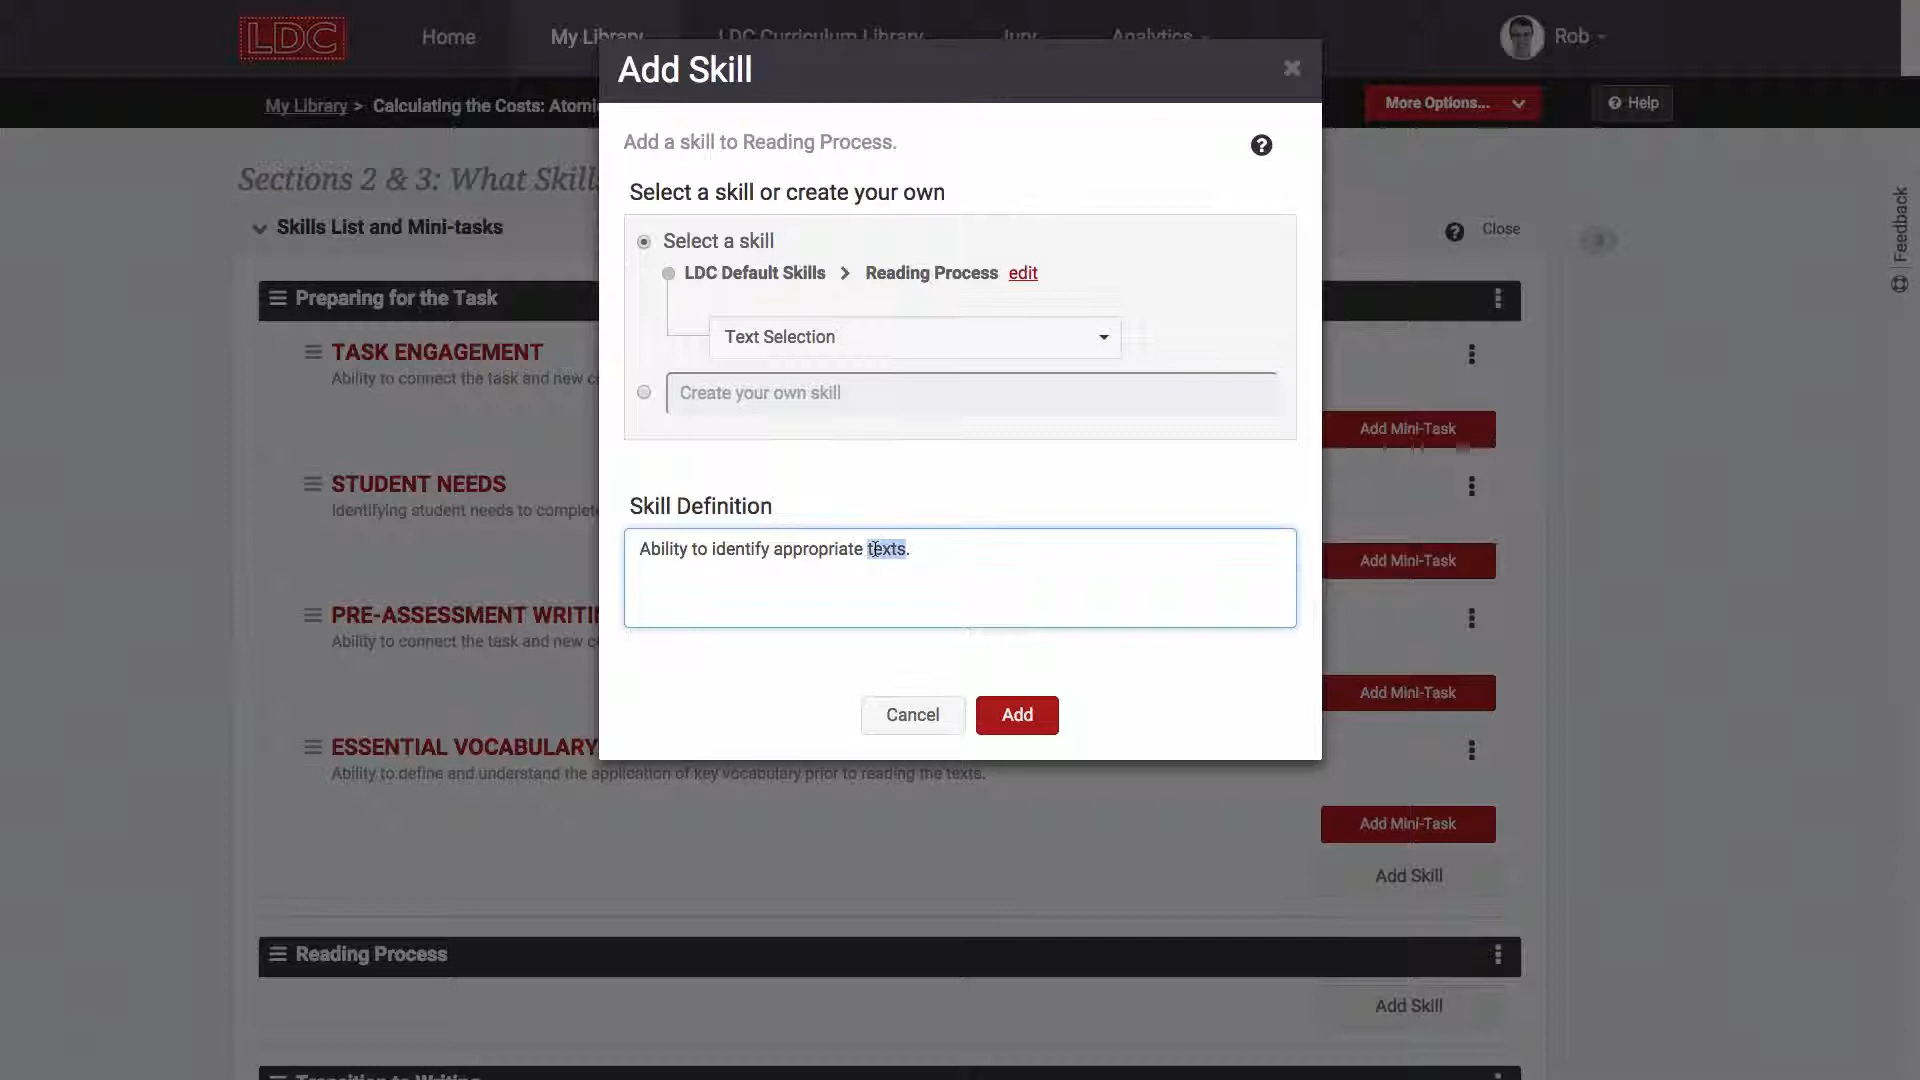 LDC
Home
My Library
LDC Curriculum Library
Jury
Analytics
Rob
My Library > Calculating the Costs: Atomi
More Options...
Help
Sections 2 & 3: What Skills
Skills List and Mini-tasks
Close
Feedback
Preparing for the Task
TASK ENGAGEMENT
Ability to connect the task and new c
Add Mini-Task
STUDENT NEEDS
Identifying student needs to complete
Add Mini-Task
PRE-ASSESSMENT WRITIN
Ability to connect the task and new c
Add Mini-Task
ESSENTIAL VOCABULARY
Ability to define and understand the application of key vocabulary prior to reading the texts.
Add Mini-Task
Add Skill
Reading Process
Add Skill
Transition to Writing
Add Skill
Add a skill to Reading Process.
Select a skill or create your own
Select a skill
LDC Default Skills > Reading Process edit
Text Selection
Create your own skill
Skill Definition
Ability to identify appropriate texts.
Cancel
Add